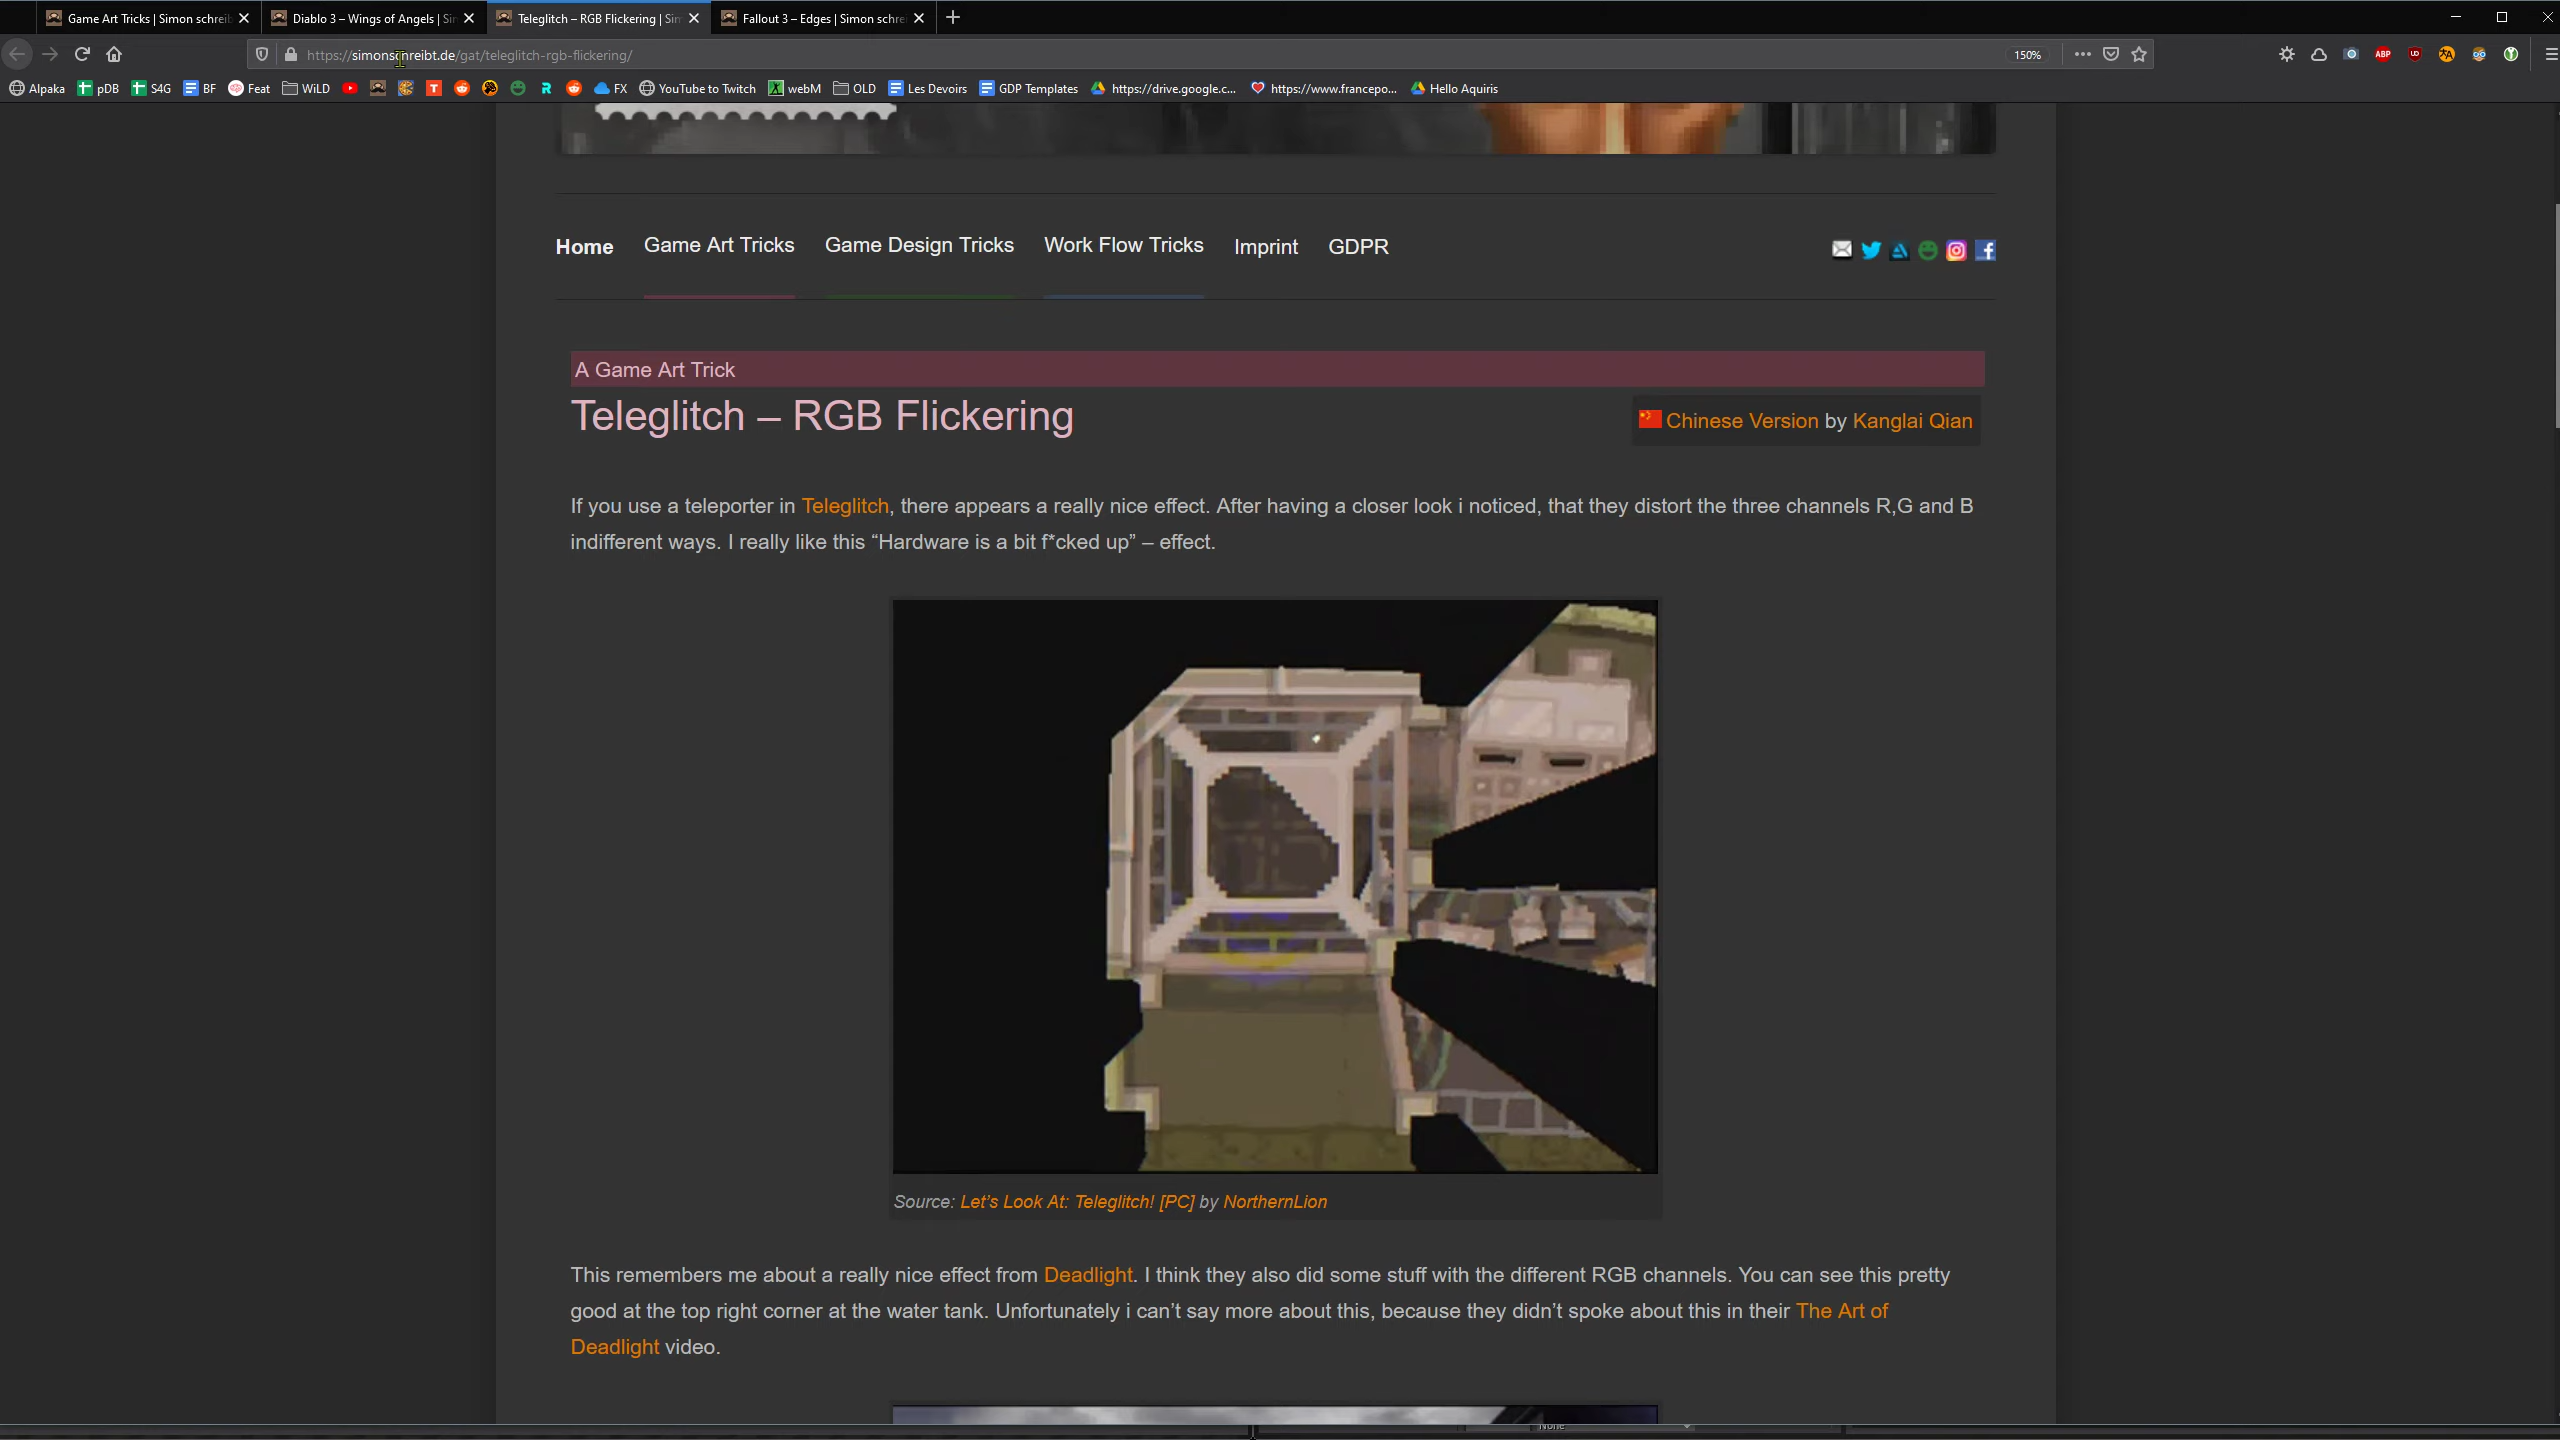 Game Art Tricks | Simon schreib
Diablo 3 – Wings of Angels | Sim
Teleglitch – RGB Flickering | Sim
Fallout 3 – Edges | Simon schrei
https://simonschreibt.de/gat/teleglitch-rgb-flickering/
150%
ABP
Alpaka
pDB
S4G
BF
Feat
WiLD
FX
YouTube to Twitch
webM
OLD
Les Devoirs
GDP Templates
https://drive.google.c...
https://www.francepo...
Hello Aquiris
Home Game Art Tricks Game Design Tricks Work Flow Tricks Imprint GDPR
A Game Art Trick
Teleglitch – RGB Flickering
Chinese Version by Kanglai Qian
If you use a teleporter in Teleglitch, there appears a really nice effect. After having a closer look i noticed, that they distort the three channels R,G and B
indifferent ways. I really like this “Hardware is a bit f*cked up” – effect.
Source: Let’s Look At: Teleglitch! [PC] by NorthernLion
This remembers me about a really nice effect from Deadlight. I think they also did some stuff with the different RGB channels. You can see this pretty
good at the top right corner at the water tank. Unfortunately i can’t say more about this, because they didn’t spoke about this in their The Art of
Deadlight video.
None